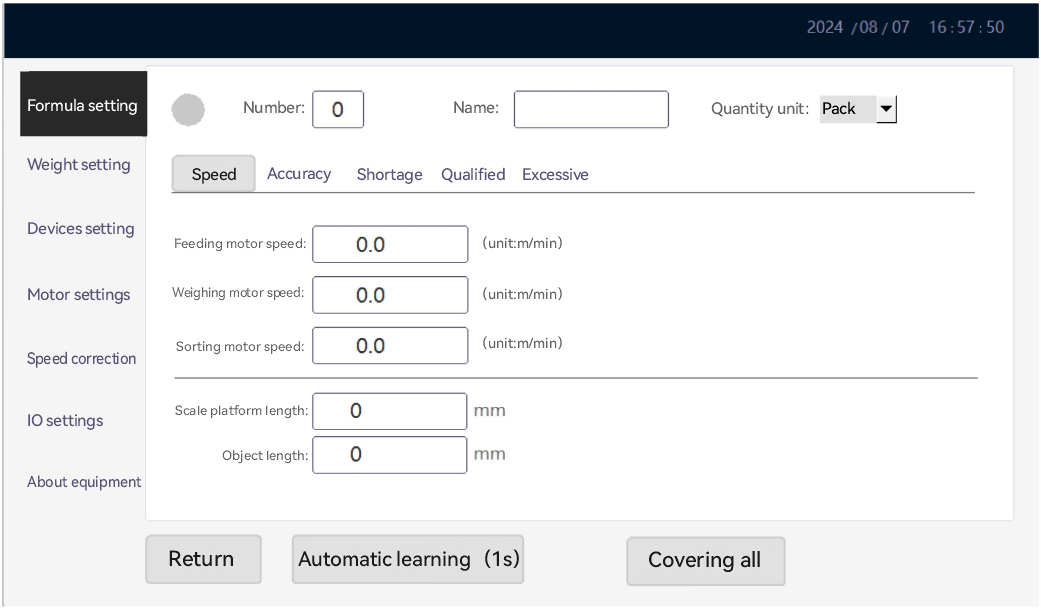 2024 /08/07 16:57:50
Formula setting
Weight setting
Devices setting
Motor settings
Speed correction
IO settings
About equipment
Number: 0 Name: Quantity unit: Pack
Speed Accuracy Shortage Qualified Excessive
Feeding motor speed: 0.0 (unit:m/min)
Weighing motor speed: 0.0 (unit:m/min)
Sorting motor speed: 0.0 (unit:m/min)
Scale platform length: 0 mm
Object length: 0 mm
Return Automatic learning (1s) Covering all